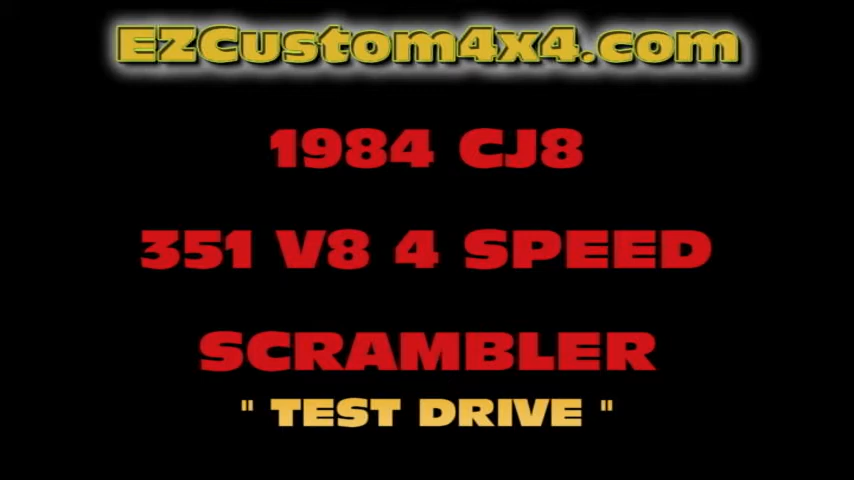 EZCustom4x4.com
1984 CJ8
351 V8 4 SPEED
SCRAMBLER
" TEST DRIVE "